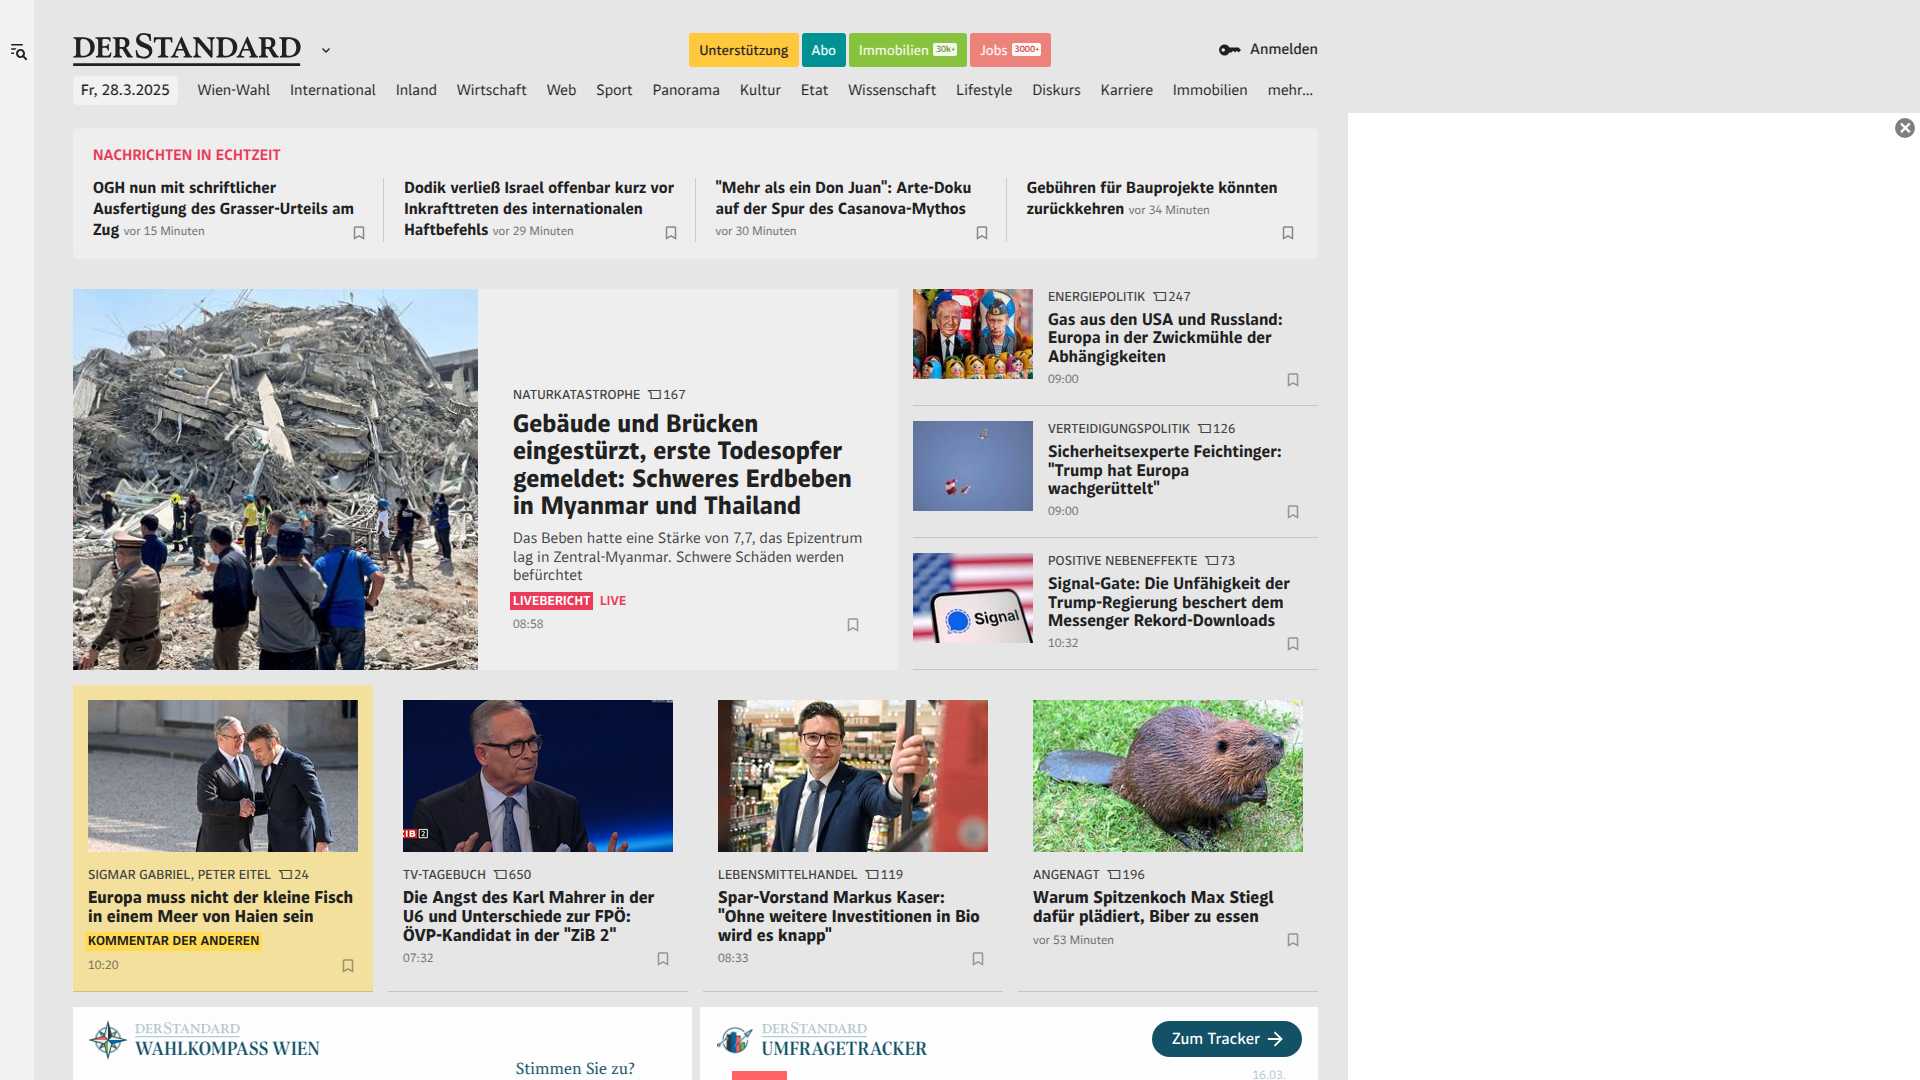 DERSTANDARD
Unterstützung
Abo
Immobilien 30k+
Jobs 3000+
Anmelden
Fr, 28.3.2025
Wien-Wahl
International
Inland
Wirtschaft
Web
Sport
Panorama
Kultur
Etat
Wissenschaft
Lifestyle
Diskurs
Karriere
Immobilien
mehr...
NACHRICHTEN IN ECHTZEIT
OGH nun mit schriftlicher
Ausfertigung des Grasser-Urteils am
Zug vor 15 Minuten
Dodik verließ Israel offenbar kurz vor
Inkrafttreten des internationalen
Haftbefehls vor 29 Minuten
"Mehr als ein Don Juan": Arte-Doku
auf der Spur des Casanova-Mythos
vor 30 Minuten
Gebühren für Bauprojekte könnten
zurückkehren vor 34 Minuten
NATURKATASTROPHE 167
Gebäude und Brücken
eingestürzt, erste Todesopfer
gemeldet: Schweres Erdbeben
in Myanmar und Thailand
Das Beben hatte eine Stärke von 7,7, das Epizentrum
lag in Zentral-Myanmar. Schwere Schäden werden
befürchtet
LIVEBERICHT LIVE
08:58
ENERGIEPOLITIK 247
Gas aus den USA und Russland:
Europa in der Zwickmühle der
Abhängigkeiten
09:00
VERTEIDIGUNGSPOLITIK 126
Sicherheitsexperte Feichtinger:
"Trump hat Europa
wachgerüttelt"
09:00
Signal
POSITIVE NEBENEFFEKTE 73
Signal-Gate: Die Unfähigkeit der
Trump-Regierung beschert dem
Messenger Rekord-Downloads
10:32
SIGMAR GABRIEL, PETER EITEL 24
Europa muss nicht der kleine Fisch
in einem Meer von Haien sein
KOMMENTAR DER ANDEREN
10:20
ZIB 2
TV-TAGEBUCH 650
Die Angst des Karl Mahrer in der
U6 und Unterschiede zur FPÖ:
ÖVP-Kandidat in der "ZiB 2"
07:32
LEBENSMITTELHANDEL 119
Spar-Vorstand Markus Kaser:
"Ohne weitere Investitionen in Bio
wird es knapp"
08:33
ANGENAGT 196
Warum Spitzenkoch Max Stiegl
dafür plädiert, Biber zu essen
vor 53 Minuten
DERSTANDARD
WAHLKOMPASS WIEN
Stimmen Sie zu?
DERSTANDARD
UMFRAGETRACKER
Zum Tracker
16.03.